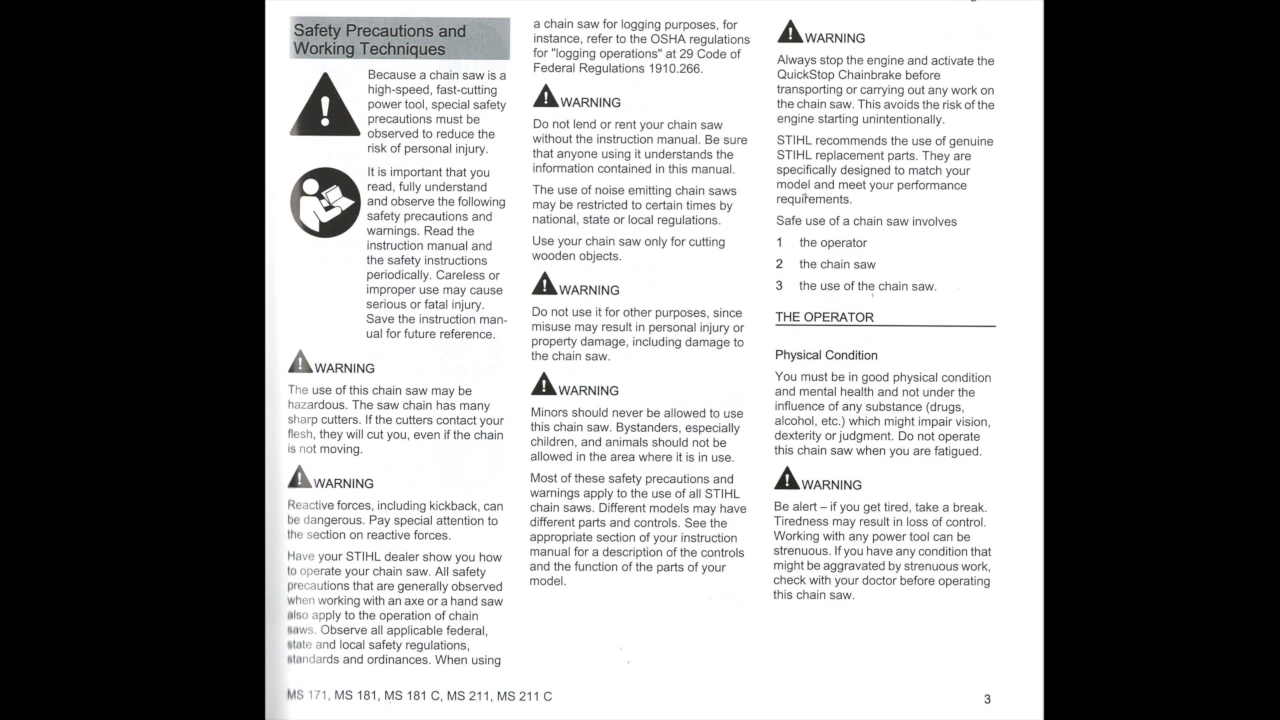 Safety Precautions and
Working Techniques
Because a chain saw is a
high-speed, fast-cutting
power tool, special safety
precautions must be
observed to reduce the
risk of personal injury.
It is important that you
read, fully understand
and observe the following
safety precautions and
warnings. Read the
instruction manual and
the safety instructions
periodically. Careless or
improper use may cause
serious or fatal injury.
Save the instruction man-
ual for future reference.
WARNING
The use of this chain saw may be
hazardous. The saw chain has many
sharp cutters. If the cutters contact your
flesh, they will cut you, even if the chain
is not moving.
WARNING
Reactive forces, including kickback, can
be dangerous. Pay special attention to
the section on reactive forces.
Have your STIHL dealer show you how
to operate your chain saw. All safety
precautions that are generally observed
when working with an axe or a hand saw
also apply to the operation of chain
saws. Observe all applicable federal,
state and local safety regulations,
standards and ordinances. When using
a chain saw for logging purposes, for
instance, refer to the OSHA regulations
for "logging operations" at 29 Code of
Federal Regulations 1910.266.
WARNING
Do not lend or rent your chain saw
without the instruction manual. Be sure
that anyone using it understands the
information contained in this manual.
The use of noise emitting chain saws
may be restricted to certain times by
national, state or local regulations.
Use your chain saw only for cutting
wooden objects.
WARNING
Do not use it for other purposes, since
misuse may result in personal injury or
property damage, including damage to
the chain saw.
WARNING
Minors should never be allowed to use
this chain saw. Bystanders, especially
children, and animals should not be
allowed in the area where it is in use.
Most of these safety precautions and
warnings apply to the use of all STIHL
chain saws. Different models may have
different parts and controls. See the
appropriate section of your instruction
manual for a description of the controls
and the function of the parts of your
model.
WARNING
Always stop the engine and activate the
QuickStop Chainbrake before
transporting or carrying out any work on
the chain saw. This avoids the risk of the
engine starting unintentionally.
STIHL recommends the use of genuine
STIHL replacement parts. They are
specifically designed to match your
model and meet your performance
requirements.
Safe use of a chain saw involves
1 the operator
2 the chain saw
3 the use of the chain saw.
THE OPERATOR
Physical Condition
You must be in good physical condition
and mental health and not under the
influence of any substance (drugs,
alcohol, etc.) which might impair vision,
dexterity or judgment. Do not operate
this chain saw when you are fatigued.
WARNING
Be alert – if you get tired, take a break.
Tiredness may result in loss of control.
Working with any power tool can be
strenuous. If you have any condition that
might be aggravated by strenuous work,
check with your doctor before operating
this chain saw.
MS 171, MS 181, MS 181 C, MS 211, MS 211 C
3